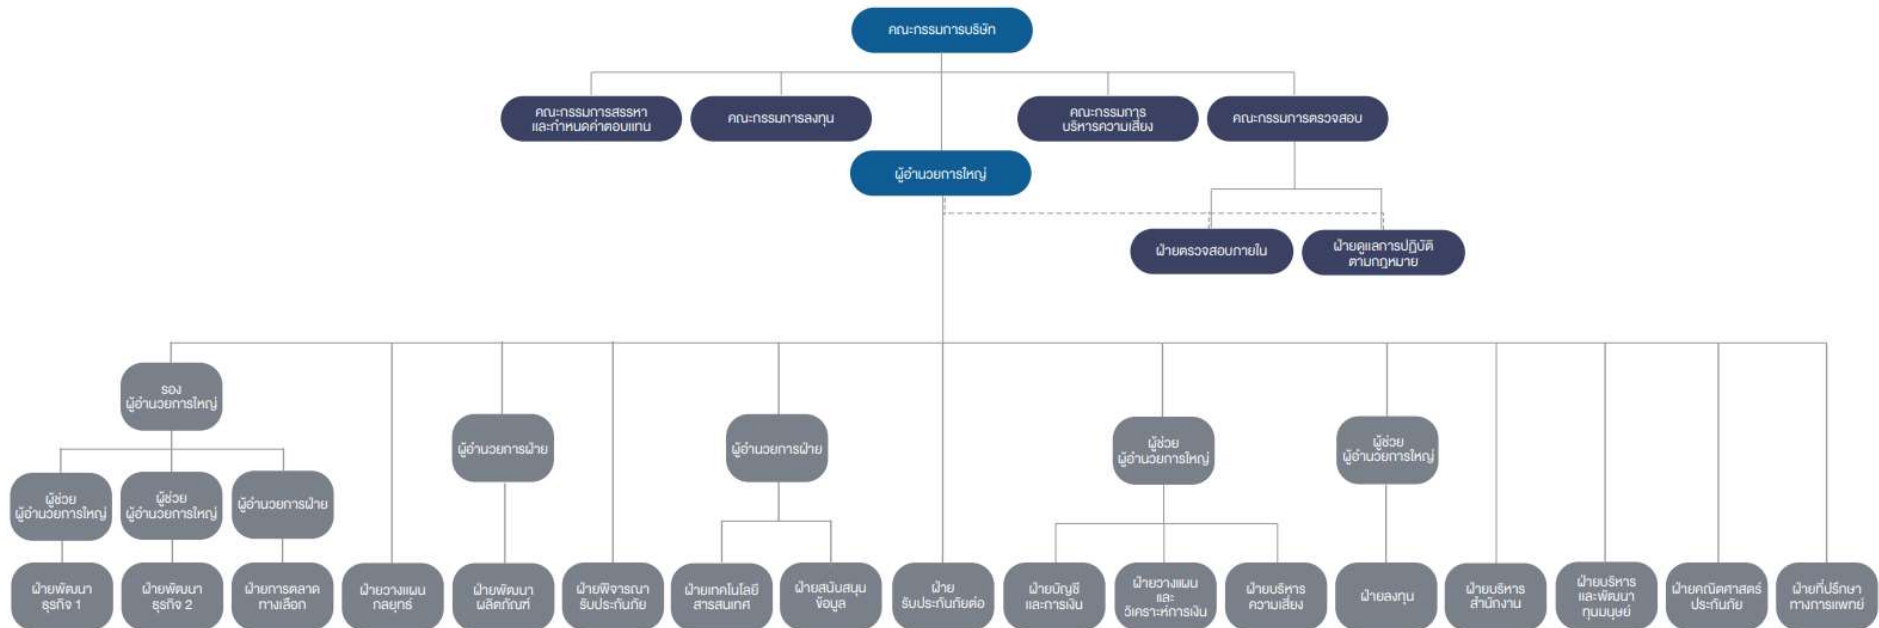 คณะกรรมการบริษัท
คณะกรรมการสรรหา
และกำหนดค่าตอบแทน
คณะกรรมการลงทุน
คณะกรรมการ
บริหารความเสี่ยง
คณะกรรมการตรวจสอบ
ผู้อำนวยการใหญ่
ฝ่ายตรวจสอบภายใน
ฝ่ายดูแลการปฏิบัติ
ตามกฎหมาย
รอง
ผู้อำนวยการใหญ่
ผู้อำนวยการฝ่าย
ผู้อำนวยการฝ่าย
ผู้ช่วย
ผู้อำนวยการใหญ่
ผู้ช่วย
ผู้อำนวยการใหญ่
ผู้ช่วย
ผู้อำนวยการใหญ่
ผู้ช่วย
ผู้อำนวยการใหญ่
ผู้อำนวยการฝ่าย
ฝ่ายพัฒนา
ธุรกิจ 1
ฝ่ายพัฒนา
ธุรกิจ 2
ฝ่ายการตลาด
ทางเลือก
ฝ่ายวางแผน
กลยุทธ์
ฝ่ายพัฒนา
ผลิตภัณฑ์
ฝ่ายพิจารณา
รับประกันภัย
ฝ่ายเทคโนโลยี
สารสนเทศ
ฝ่ายสนับสนุน
ข้อมูล
ฝ่าย
รับประกันภัยต่อ
ฝ่ายบัญชี
และการเงิน
ฝ่ายวางแผน
และ
วิเคราะห์การเงิน
ฝ่ายบริหาร
ความเสี่ยง
ฝ่ายลงทุน
ฝ่ายบริหาร
สำนักงาน
ฝ่ายบริหาร
และพัฒนา
ทุนมนุษย์
ฝ่ายคณิตศาสตร์
ประกันภัย
ฝ่ายที่ปรึกษา
ทางการแพทย์